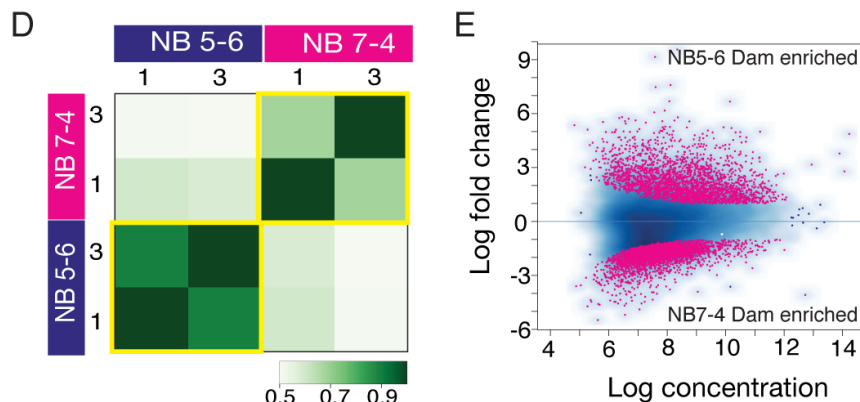 D
NB 5-6 NB 7-4
1 3 1 3
NB 7-4
3
1
NB 5-6
3
1
0.5 0.9
E
Log fold change
9
6
3
0
-3
-6
NB5-6 Dam enriched
NB7-4 Dam enriched
4 6 8 10 12 14
Log concentration